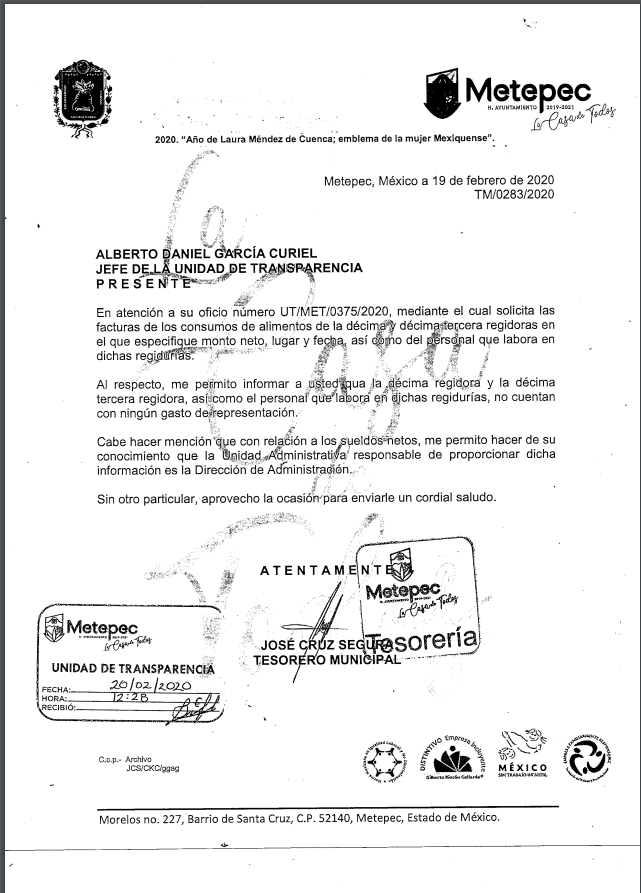 Metepec
H. AYUNTAMIENTO 2019-2021
La Casa de Todos
2020. “Año de Laura Méndez de Cuenca; emblema de la mujer Mexiquense”.
Metepec, México a 19 de febrero de 2020
TM/0283/2020
ALBERTO DANIEL GARCÍA CURIEL
JEFE DE LA UNIDAD DE TRANSPARENCIA
P R E S E N T E
En atención a su oficio número UT/MET/0375/2020, mediante el cual solicita las
facturas de los consumos de alimentos de la décima y décima tercera regidoras en
el que especifique monto neto, lugar y fecha, así como del personal que labora en
dichas regidurías.
Al respecto, me permito informar a usted qua la décima regidora y la décima
tercera regidora, así como el personal que labora en dichas regidurías, no cuentan
con ningún gasto de representación.
Cabe hacer mención que con relación a los sueldos netos, me permito hacer de su
conocimiento que la Unidad Administrativa responsable de proporcionar dicha
información es la Dirección de Administración.
Sin otro particular, aprovecho la ocasión para enviarle un cordial saludo.
La Casa de Todos
A T E N T A M E N T E
Metepec
La Casa de Todos
Tesorería
JOSÉ CRUZ SEGURA
TESORERO MUNICIPAL
Metepec
La Casa de Todos
UNIDAD DE TRANSPARENCIA
FECHA: 20/02/2020
HORA: 12:28
RECIBIÓ:
C.c.p.- Archivo
JCS/CKC/ggag
DISTINTIVO Empresa Incluyente
Gilberto Rincón Gallardo
MÉXICO
SIN TRABAJO INFANTIL
Morelos no. 227, Barrio de Santa Cruz, C.P. 52140, Metepec, Estado de México.